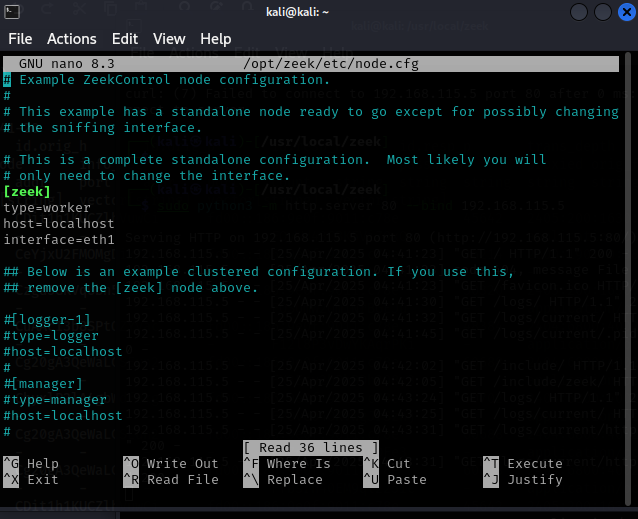 kali@kali: ~
File Actions Edit View Help
GNU nano 8.3 /opt/zeek/etc/node.cfg
# Example ZeekControl node configuration.
#
# This example has a standalone node ready to go except for possibly changing
# the sniffing interface.
# This is a complete standalone configuration.  Most likely you will
# only need to change the interface.
[zeek]
type=worker
host=localhost
interface=eth1
## Below is an example clustered configuration. If you use this,
## remove the [zeek] node above.
#[logger-1]
#type=logger
#host=localhost
#
#[manager]
#type=manager
#host=localhost
#
[ Read 36 lines ]
^G Help ^O Write Out ^F Where Is ^K Cut ^T Execute
^X Exit ^R Read File ^\ Replace ^U Paste ^J Justify